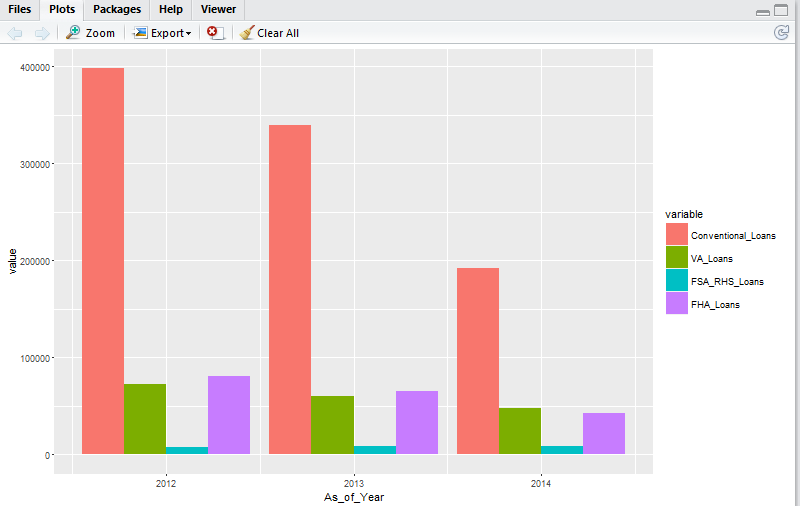 Files Plots Packages Help Viewer
Zoom Export Clear All
400000
300000
200000
100000
0
value
2012 2013 2014
As_of_Year
variable
Conventional_Loans
VA_Loans
FSA_RHS_Loans
FHA_Loans